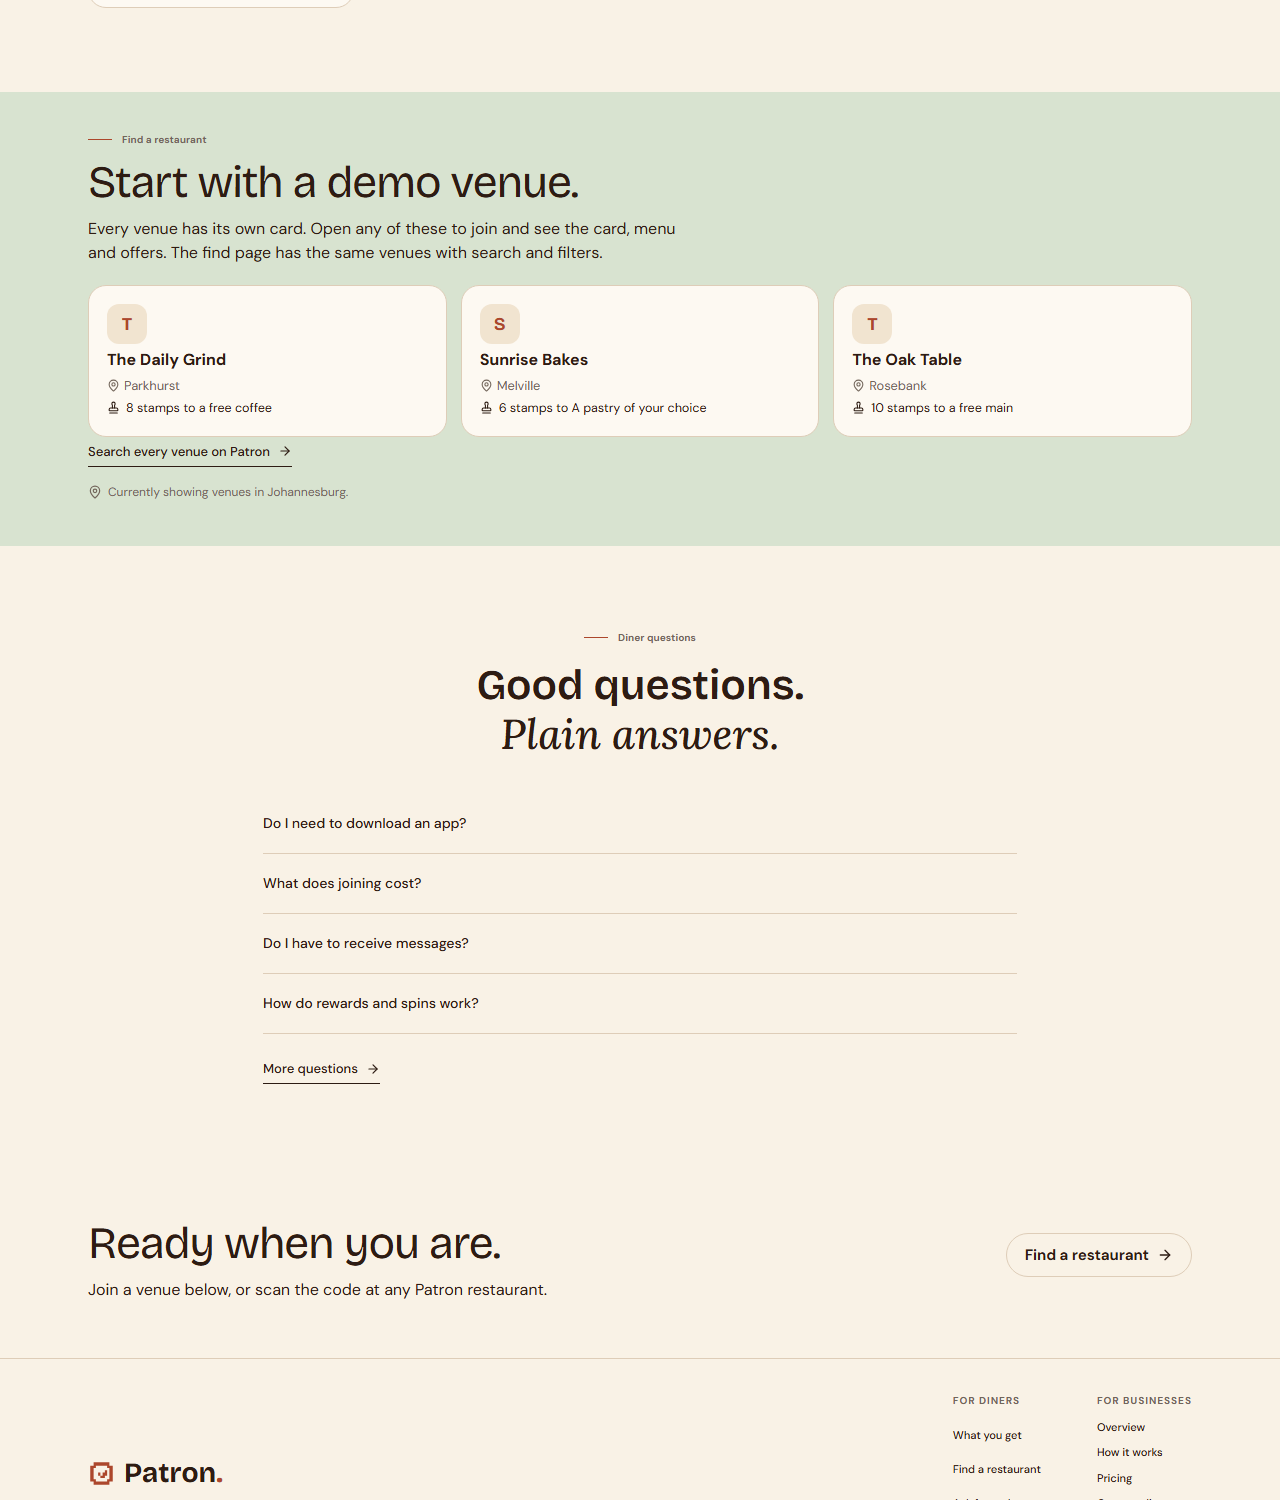 Find a restaurant
Start with a demo venue.
Every venue has its own card. Open any of these to join and see the card, menu
and offers. The find page has the same venues with search and filters.
T
The Daily Grind
Parkhurst
8 stamps to a free coffee
S
Sunrise Bakes
Melville
6 stamps to A pastry of your choice
T
The Oak Table
Rosebank
10 stamps to a free main
Search every venue on Patron
Currently showing venues in Johannesburg.
Diner questions
Good questions.
Plain answers.
Do I need to download an app?
What does joining cost?
Do I have to receive messages?
How do rewards and spins work?
More questions
Ready when you are.
Join a venue below, or scan the code at any Patron restaurant.
Find a restaurant
Patron.
FOR DINERS
What you get
Find a restaurant
FOR BUSINESSES
Overview
How it works
Pricing